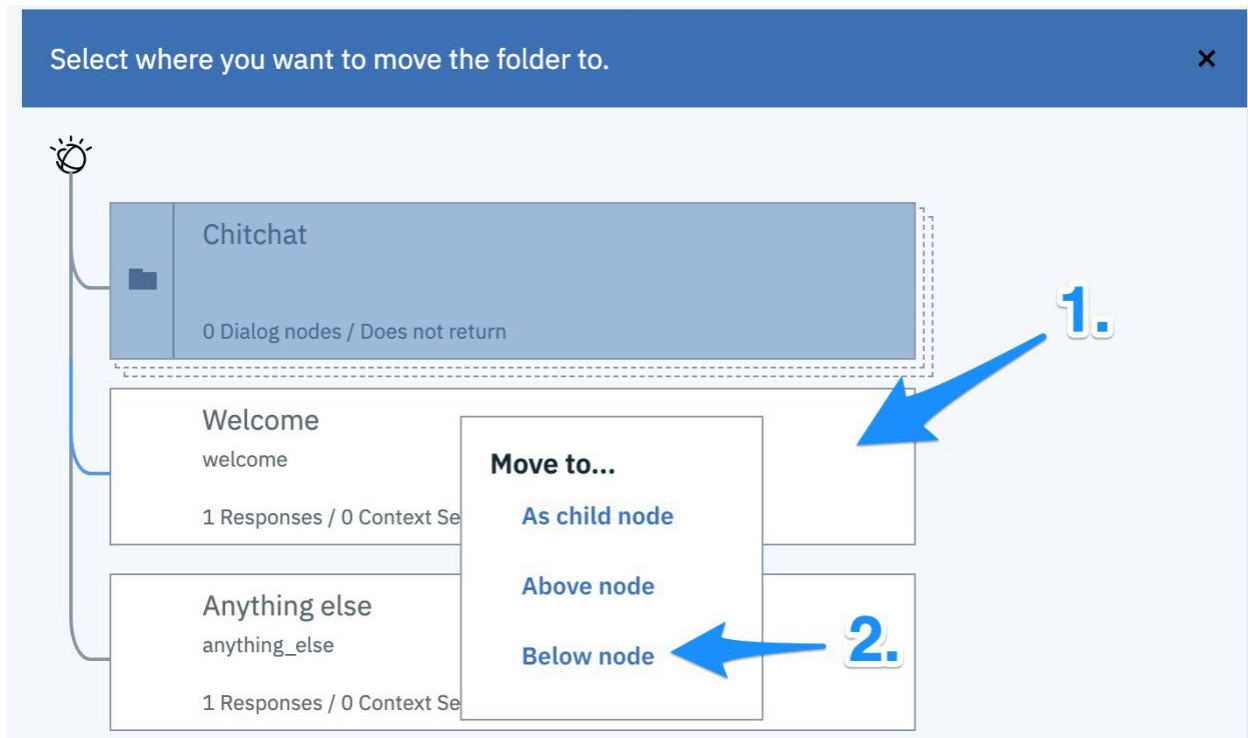 Select where you want to move the folder to.
Chitchat
0 Dialog nodes / Does not return
1.
Welcome
welcome
1 Responses / 0 Context Se
Move to...
As child node
Above node
Below node
2.
Anything else
anything_else
1 Responses / 0 Context Se